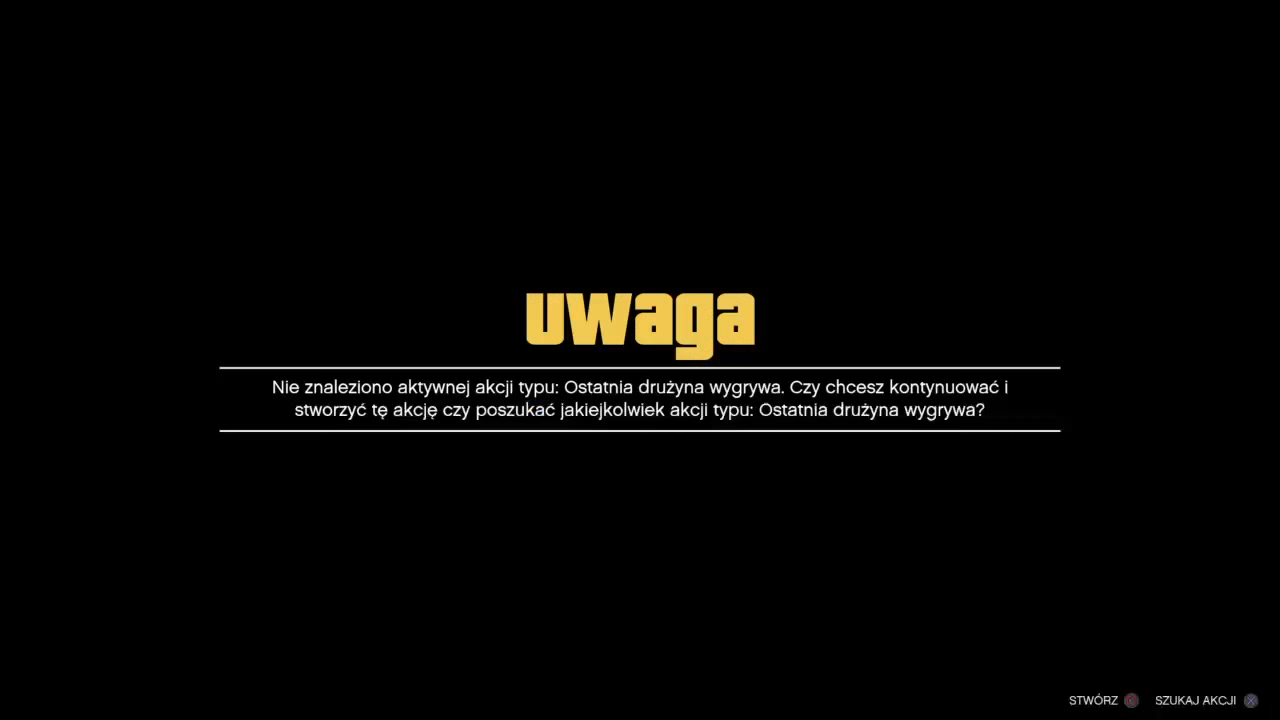 uwaga
Nie znaleziono aktywnej akcji typu: Ostatnia drużyna wygrywa. Czy chcesz kontynuować i
stworzyć tę akcję czy poszukać jakiejkolwiek akcji typu: Ostatnia drużyna wygrywa?
STWÓRZ SZUKAJ AKCJI